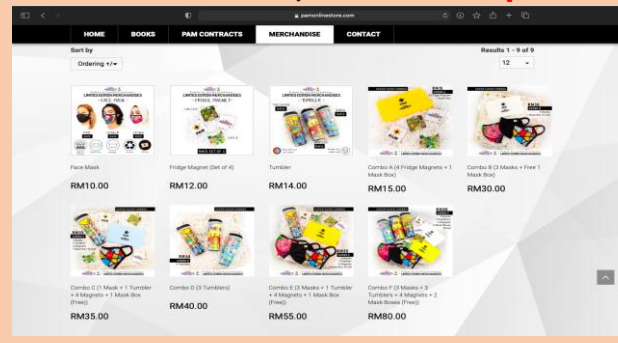 pamonlinestore.com
HOME BOOKS PAM CONTRACTS MERCHANDISE CONTACT
Sort by
Ordering +/-
Results 1 - 9 of 9
12
LIMITED EDITION MERCHANDISES
- FACE MASK -
LIMITED EDITION MERCHANDISES
- FRIDGE MAGNET -
LIMITED EDITION MERCHANDISES
- TUMBLER -
Face Mask
RM10.00
Fridge Magnet (Set of 4)
RM12.00
Tumbler
RM14.00
Combo A (4 Fridge Magnets + 1
Mask Box)
RM15.00
Combo B (3 Masks + Free 1
Mask Box)
RM30.00
Combo C (1 Mask + 1 Tumbler
+ 4 Magnets + 1 Mask Box
(Free))
RM35.00
Combo D (3 Tumblers)
RM40.00
Combo E (3 Masks + 1 Tumbler
+ 4 Magnets + 1 Mask Box
(Free))
RM55.00
Combo F (3 Masks + 3
Tumblers + 4 Magnets + 2
Mask Boxes (Free))
RM80.00